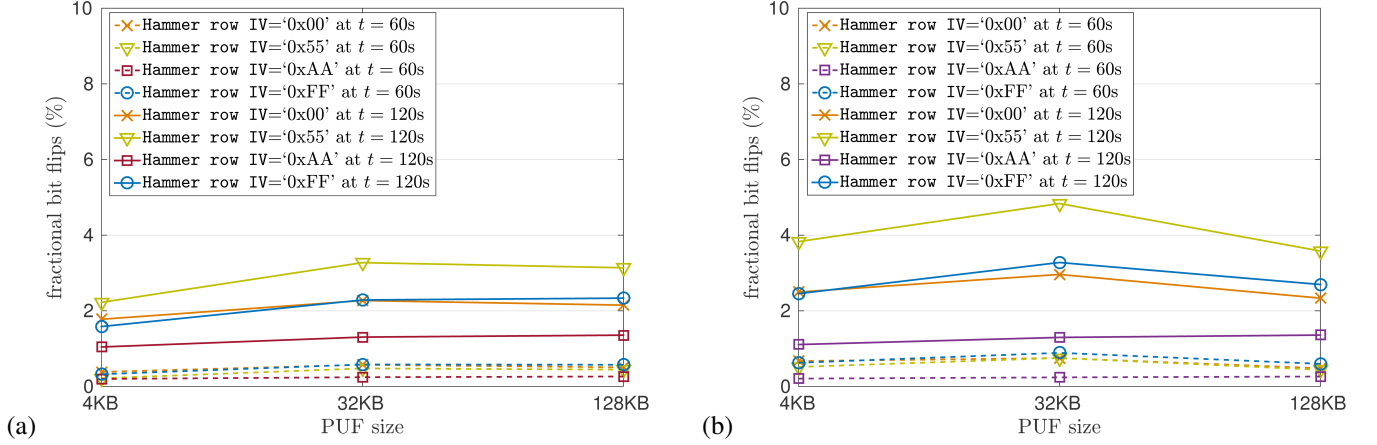 10
8
6
4
2
0
fractional bit flips (%)
Hammer row IV=‘0x00’ at t = 60s
Hammer row IV=‘0x55’ at t = 60s
Hammer row IV=‘0xAA’ at t = 60s
Hammer row IV=‘0xFF’ at t = 60s
Hammer row IV=‘0x00’ at t = 120s
Hammer row IV=‘0x55’ at t = 120s
Hammer row IV=‘0xAA’ at t = 120s
Hammer row IV=‘0xFF’ at t = 120s
4KB 32KB 128KB
PUF size
(a)
10
8
6
4
2
0
fractional bit flips (%)
Hammer row IV=‘0x00’ at t = 60s
Hammer row IV=‘0x55’ at t = 60s
Hammer row IV=‘0xAA’ at t = 60s
Hammer row IV=‘0xFF’ at t = 60s
Hammer row IV=‘0x00’ at t = 120s
Hammer row IV=‘0x55’ at t = 120s
Hammer row IV=‘0xAA’ at t = 120s
Hammer row IV=‘0xFF’ at t = 120s
4KB 32KB 128KB
PUF size
(b)